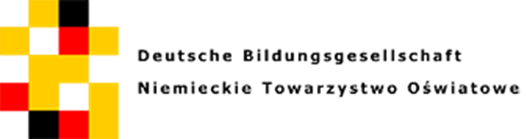 Deutsche Bildungsgesellschaft
Niemieckie Towarzystwo Oświatowe